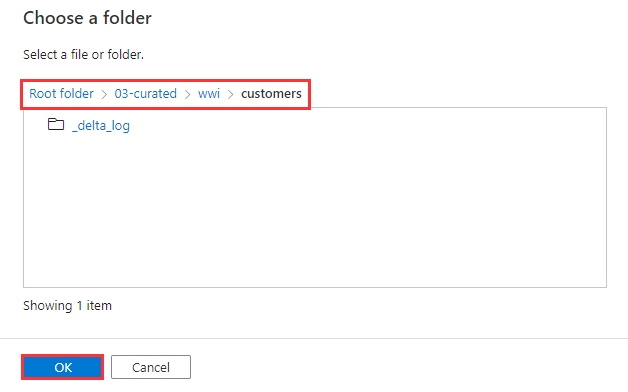 Choose a folder
Select a file or folder.
Root folder > 03-curated > wwi > customers
_delta_log
Showing 1 item
OK Cancel